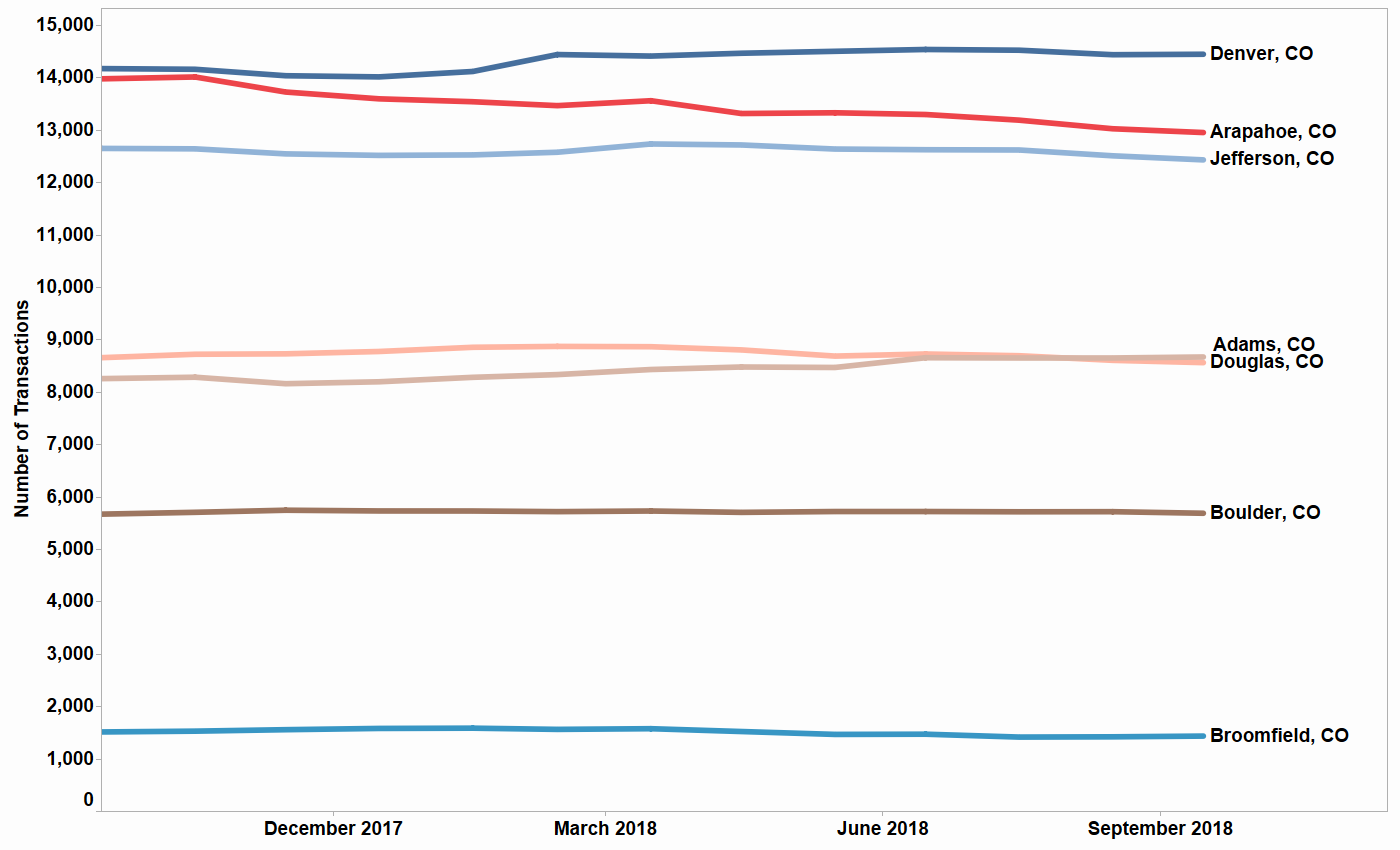 15,000
14,000
13,000
12,000
11,000
10,000
9,000
8,000
7,000
6,000
5,000
4,000
3,000
2,000
1,000
0
Number of Transactions
Denver, CO
Arapahoe, CO
Jefferson, CO
Adams, CO
Douglas, CO
Boulder, CO
Broomfield, CO
December 2017
March 2018
June 2018
September 2018